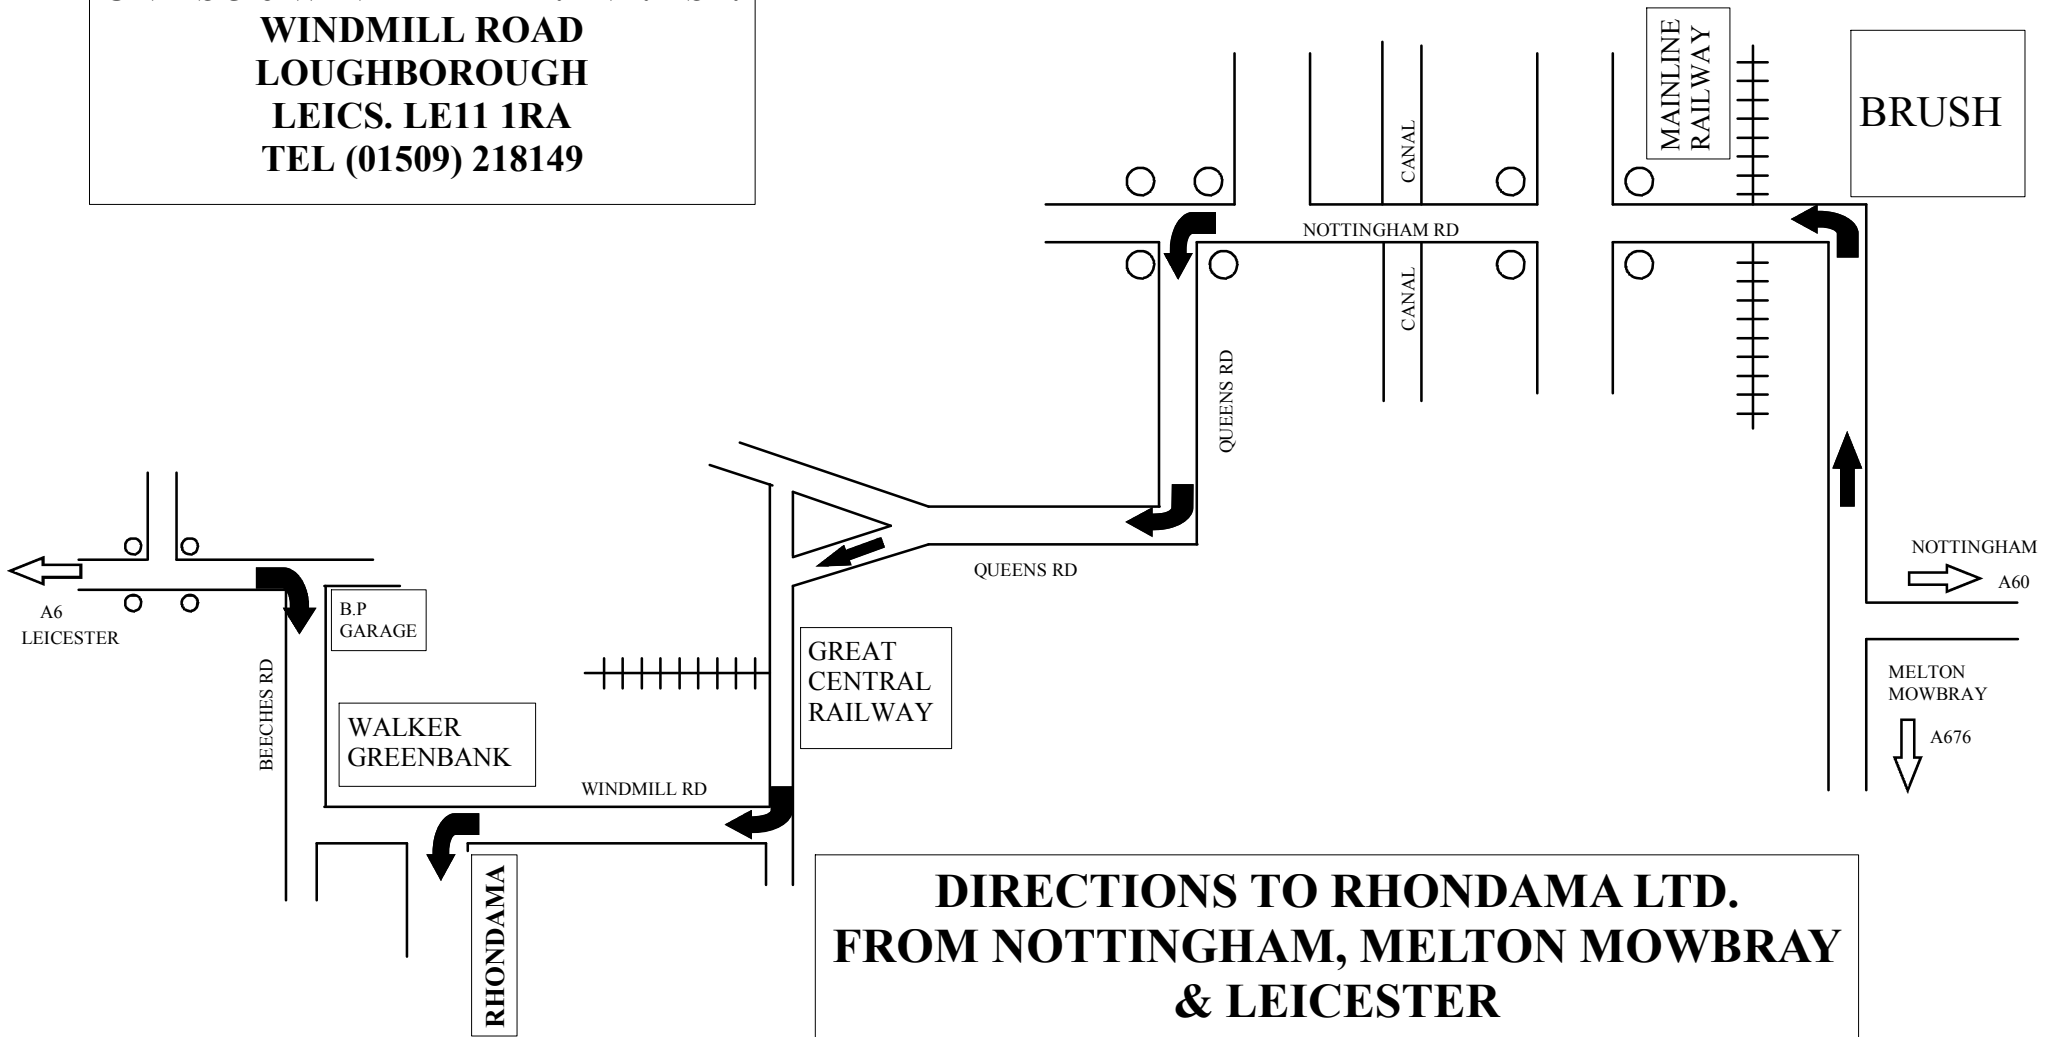 WINDMILL ROAD
LOUGHBOROUGH
LEICS. LE11 1RA
TEL (01509) 218149
MAINLINE
RAILWAY
BRUSH
CANAL
NOTTINGHAM RD
CANAL
QUEENS RD
QUEENS RD
NOTTINGHAM
A60
A6
LEICESTER
B.P
GARAGE
BEECHES RD
GREAT
CENTRAL
RAILWAY
MELTON
MOWBRAY
A676
WALKER
GREENBANK
WINDMILL RD
RHONDAMA
DIRECTIONS TO RHONDAMA LTD.
FROM NOTTINGHAM, MELTON MOWBRAY
& LEICESTER